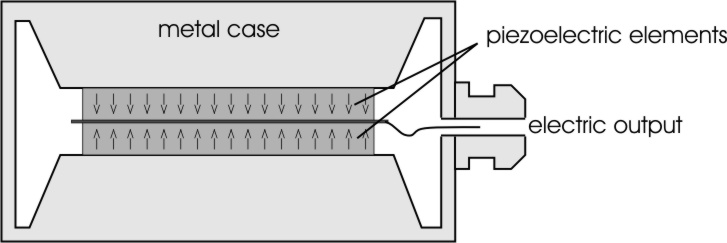 metal case
piezoelectric elements
electric output